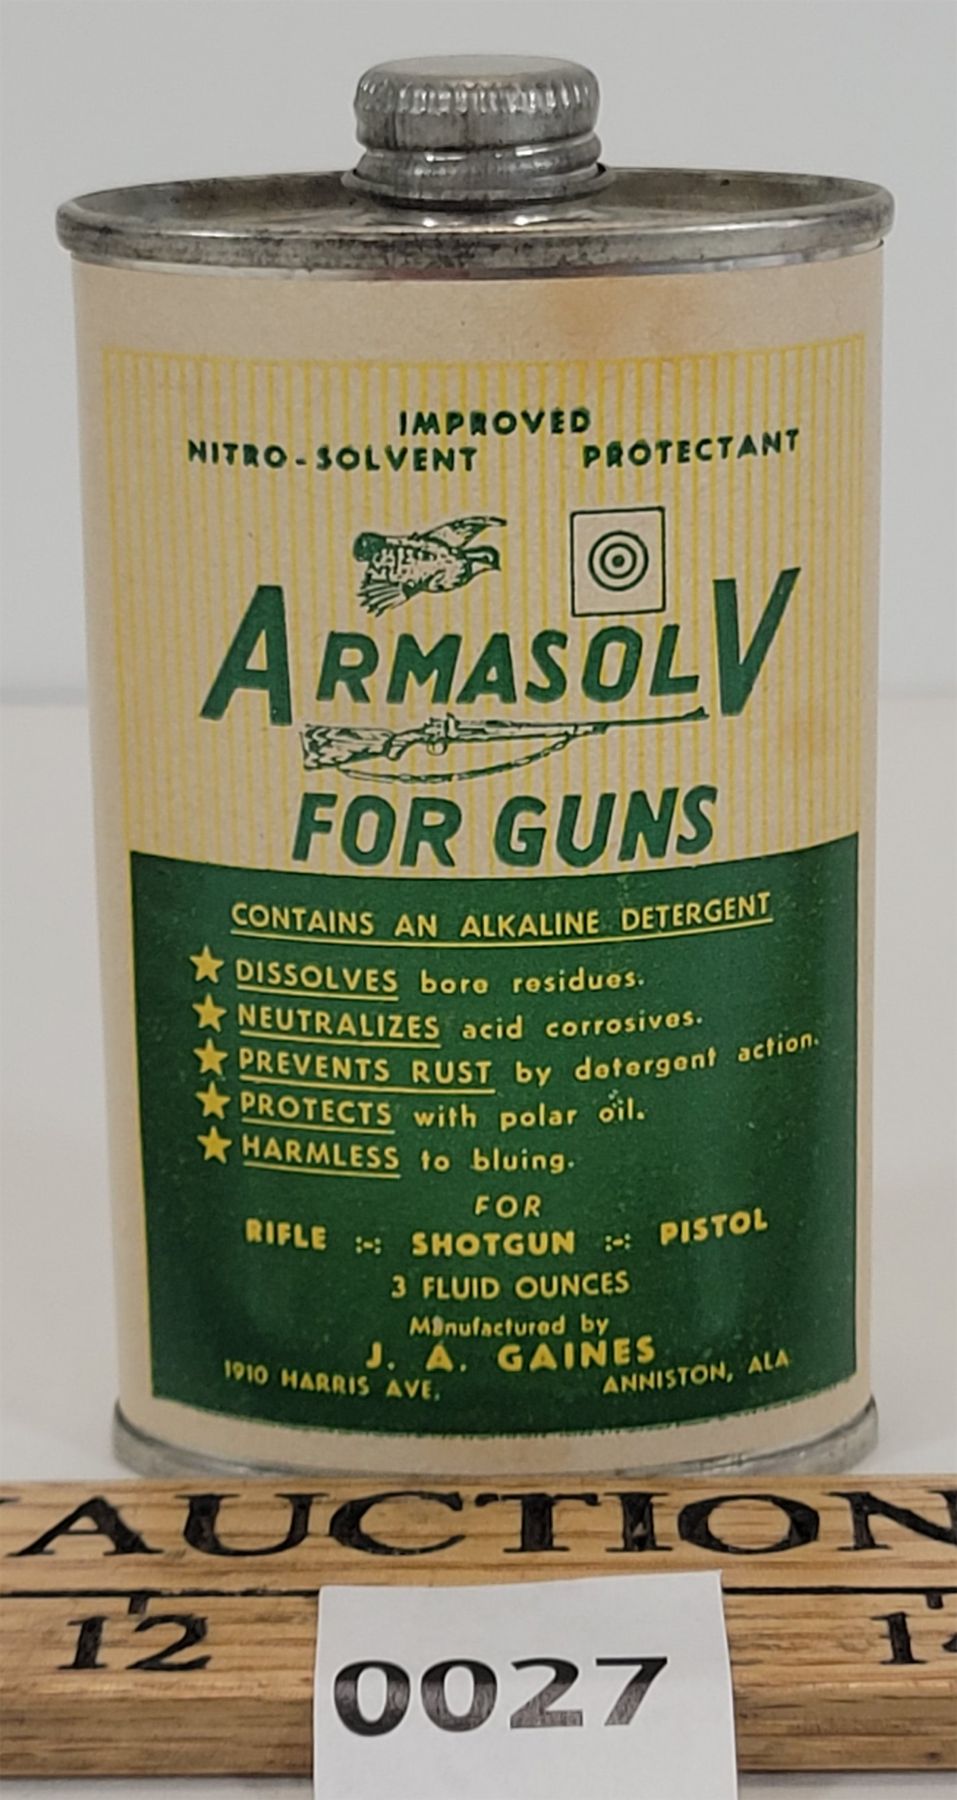 IMPROVED
NITRO-SOLVENT PROTECTANT
ARMASOLV
FOR GUNS
CONTAINS AN ALKALINE DETERGENT
★ DISSOLVES bore residues.
★ NEUTRALIZES acid corrosives.
★ PREVENTS RUST by detergent action.
★ PROTECTS with polar oil.
★ HARMLESS to bluing.
FOR
RIFLE :-: SHOTGUN :-: PISTOL
3 FLUID OUNCES
Manufactured by
J. A. GAINES
1910 HARRIS AVE. ANNISTON, ALA
AUCTION
12
0027